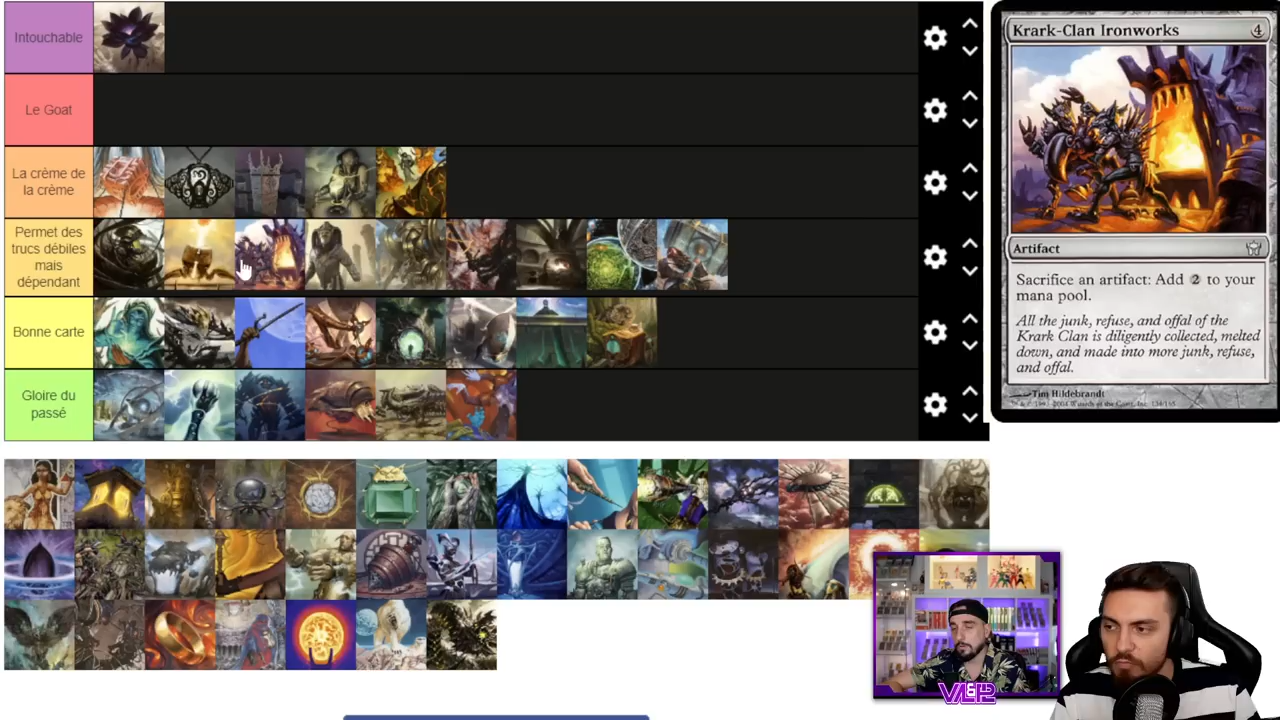 Intouchable
Le Goat
La crème de
la crème
Permet des
trucs débiles
mais
dépendant
Bonne carte
Gloire du
passé
Krark-Clan Ironworks 4
Artifact
Sacrifice an artifact: Add 2 to your
mana pool.
All the junk, refuse, and offal of the
Krark Clan is diligently collected, melted
down, and made into more junk, refuse,
and offal.
Tim Hildebrandt